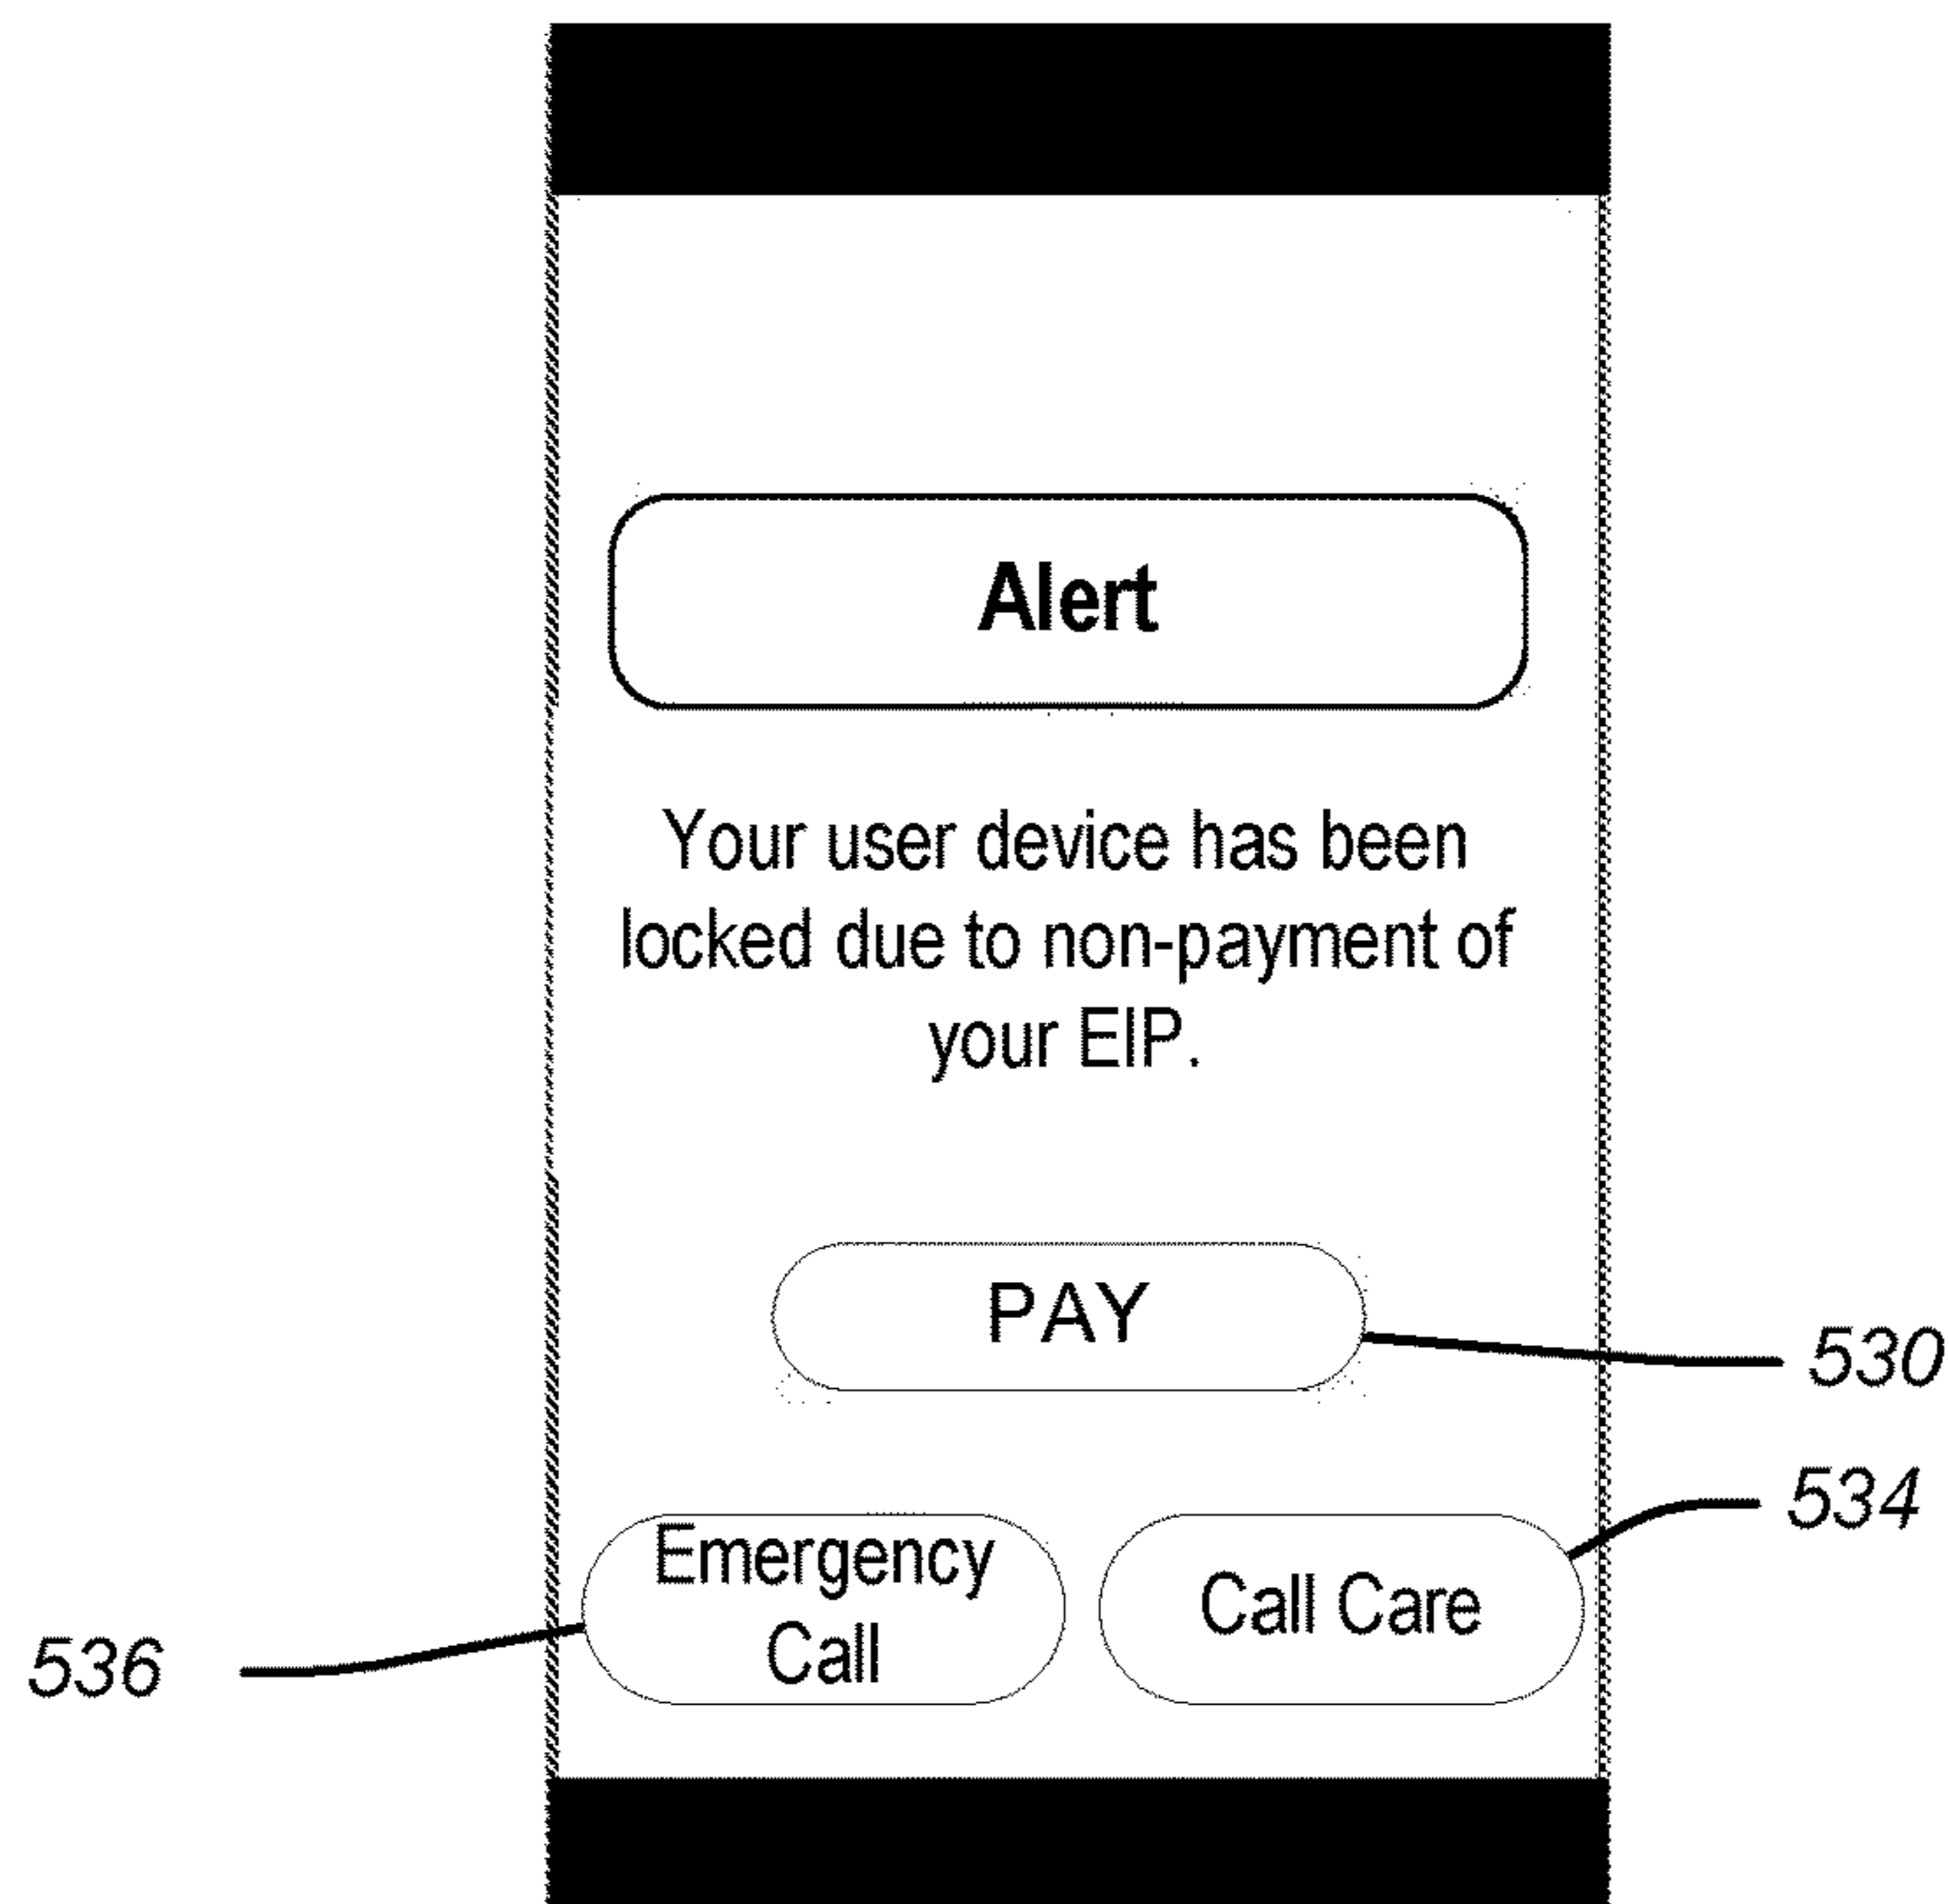 Alert
Your user device has been
locked due to non-payment of
your EIP.
PAY
530
534
Emergency
Call
Call Care
536